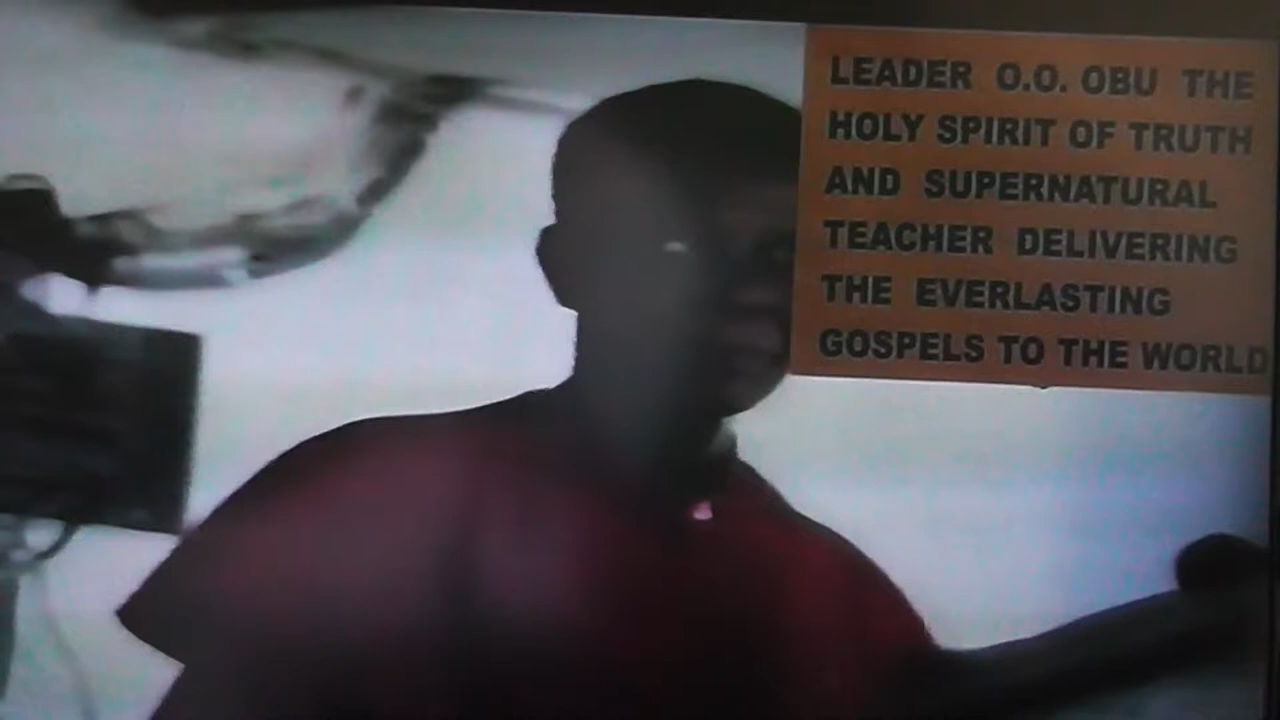 LEADER O.O. OBU THE
HOLY SPIRIT OF TRUTH
AND SUPERNATURAL
TEACHER DELIVERING
THE EVERLASTING
GOSPELS TO THE WORLD